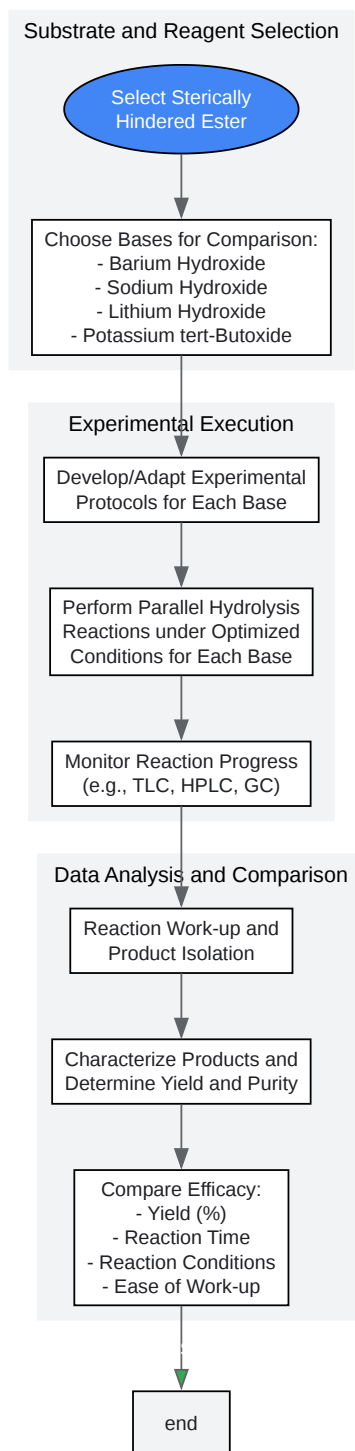 Substrate and Reagent Selection
Select Sterically
Hindered Ester
Choose Bases for Comparison:
- Barium Hydroxide
- Sodium Hydroxide
- Lithium Hydroxide
- Potassium tert-Butoxide
Experimental Execution
Develop/Adapt Experimental
Protocols for Each Base
Perform Parallel Hydrolysis
Reactions under Optimized
Conditions for Each Base
Monitor Reaction Progress
(e.g., TLC, HPLC, GC)
Data Analysis and Comparison
Reaction Work-up and
Product Isolation
Characterize Products and
Determine Yield and Purity
Compare Efficacy:
- Yield (%)
- Reaction Time
- Reaction Conditions
- Ease of Work-up
end